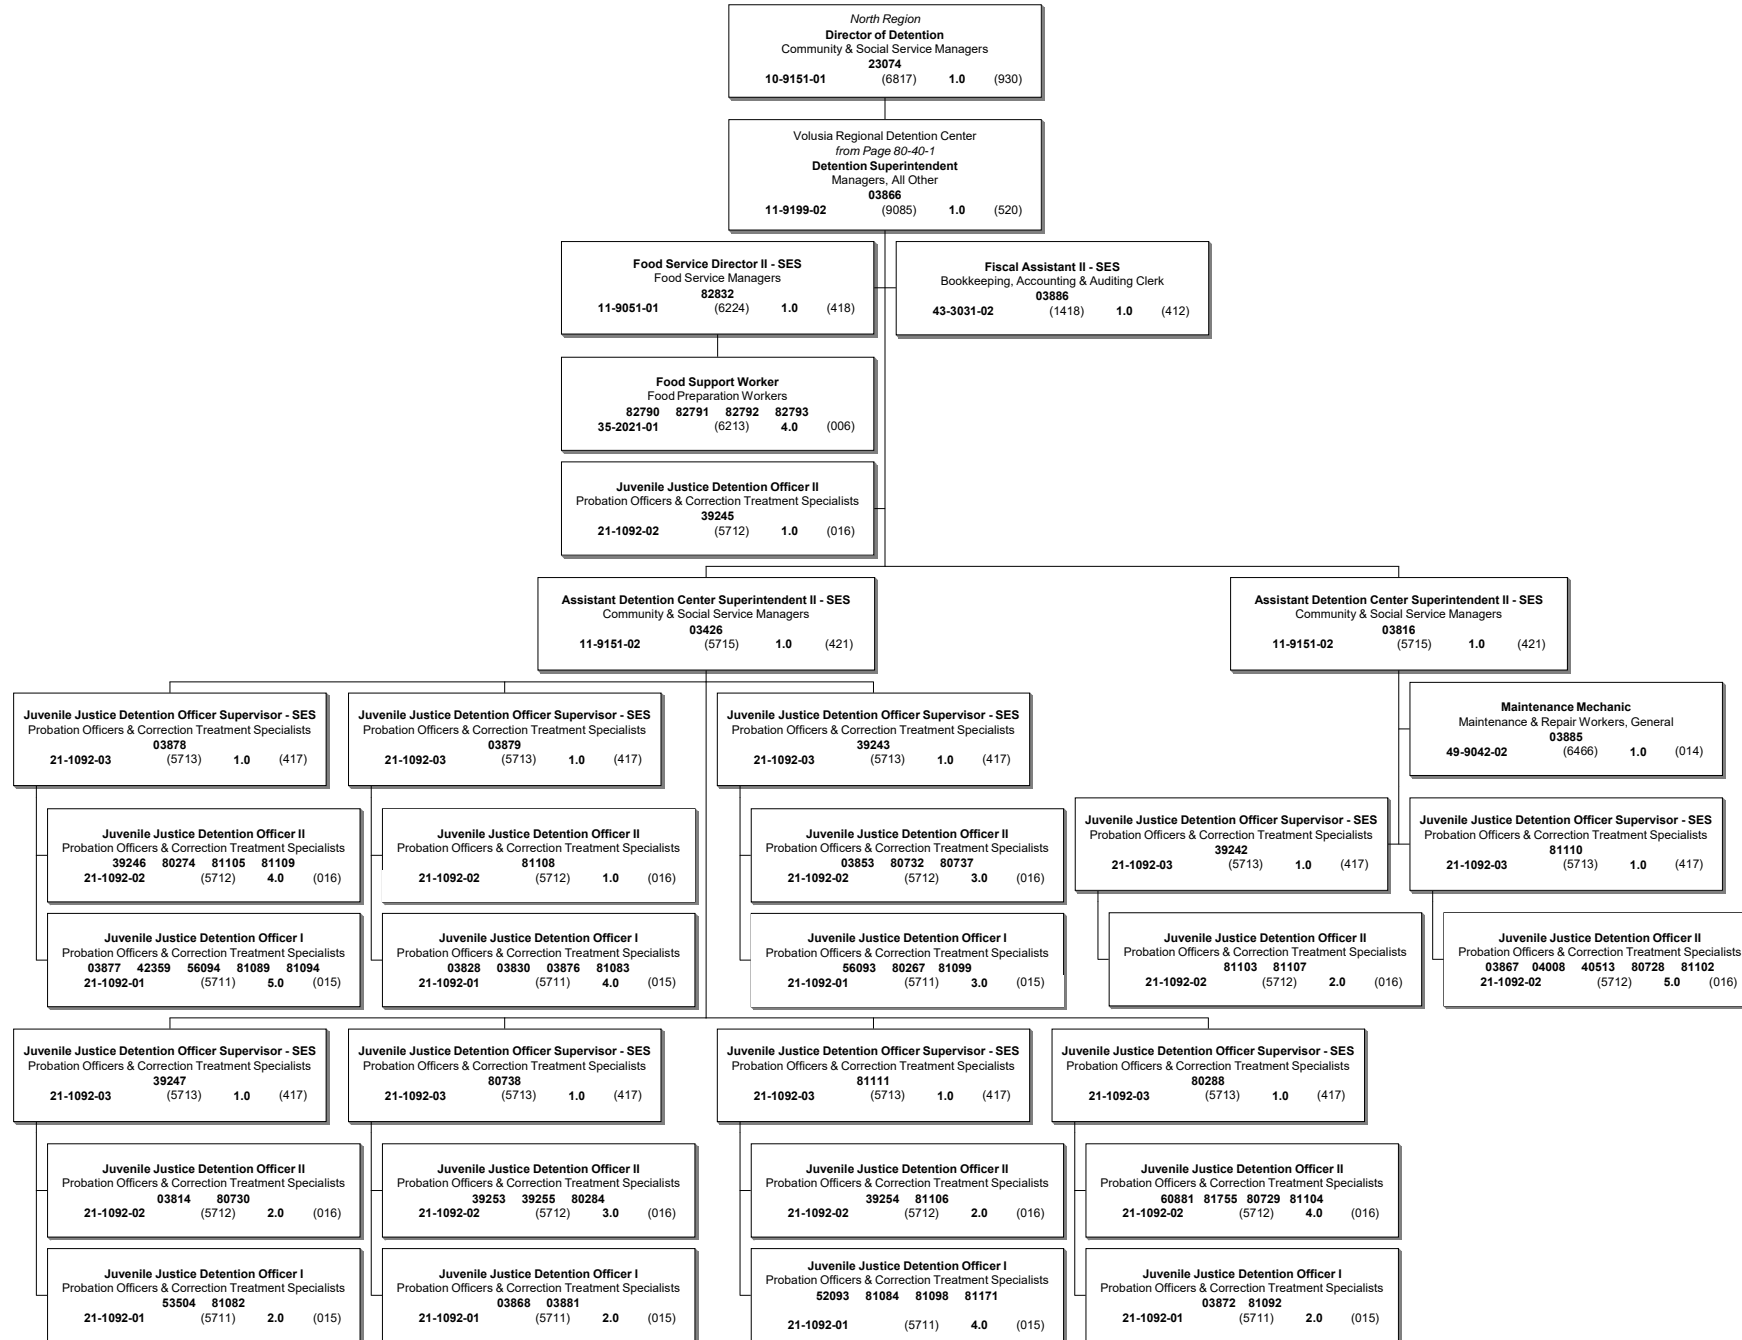 North Region
Director of Detention
Community & Social Service Managers
23074
10-9151-01 (6817) 1.0 (930)
Volusia Regional Detention Center
from Page 80-40-1
Detention Superintendent
Managers, All Other
03866
11-9199-02 (9085) 1.0 (520)
Food Service Director II - SES
Food Service Managers
82832
11-9051-01 (6224) 1.0 (418)
Fiscal Assistant II - SES
Bookkeeping, Accounting & Auditing Clerk
03886
43-3031-02 (1418) 1.0 (412)
Food Support Worker
Food Preparation Workers
82790 82791 82792 82793
35-2021-01 (6213) 4.0 (006)
Juvenile Justice Detention Officer II
Probation Officers & Correction Treatment Specialists
39245
21-1092-02 (5712) 1.0 (016)
Assistant Detention Center Superintendent II - SES
Community & Social Service Managers
03426
11-9151-02 (5715) 1.0 (421)
Assistant Detention Center Superintendent II - SES
Community & Social Service Managers
03816
11-9151-02 (5715) 1.0 (421)
Juvenile Justice Detention Officer Supervisor - SES
Probation Officers & Correction Treatment Specialists
03878
21-1092-03 (5713) 1.0 (417)
Juvenile Justice Detention Officer II
Probation Officers & Correction Treatment Specialists
39246 80274 81105 81109
21-1092-02 (5712) 4.0 (016)
Juvenile Justice Detention Officer I
Probation Officers & Correction Treatment Specialists
03877 42359 56094 81089 81094
21-1092-01 (5711) 5.0 (015)
Juvenile Justice Detention Officer Supervisor - SES
Probation Officers & Correction Treatment Specialists
03879
21-1092-03 (5713) 1.0 (417)
Juvenile Justice Detention Officer II
Probation Officers & Correction Treatment Specialists
81108
21-1092-02 (5712) 1.0 (016)
Juvenile Justice Detention Officer I
Probation Officers & Correction Treatment Specialists
03828 03830 03876 81083
21-1092-01 (5711) 4.0 (015)
Juvenile Justice Detention Officer Supervisor - SES
Probation Officers & Correction Treatment Specialists
39243
21-1092-03 (5713) 1.0 (417)
Juvenile Justice Detention Officer II
Probation Officers & Correction Treatment Specialists
03853 80732 80737
21-1092-02 (5712) 3.0 (016)
Juvenile Justice Detention Officer I
Probation Officers & Correction Treatment Specialists
56093 80267 81099
21-1092-01 (5711) 3.0 (015)
Maintenance Mechanic
Maintenance & Repair Workers, General
03885
49-9042-02 (6466) 1.0 (014)
Juvenile Justice Detention Officer Supervisor - SES
Probation Officers & Correction Treatment Specialists
39242
21-1092-03 (5713) 1.0 (417)
Juvenile Justice Detention Officer II
Probation Officers & Correction Treatment Specialists
81103 81107
21-1092-02 (5712) 2.0 (016)
Juvenile Justice Detention Officer Supervisor - SES
Probation Officers & Correction Treatment Specialists
81110
21-1092-03 (5713) 1.0 (417)
Juvenile Justice Detention Officer II
Probation Officers & Correction Treatment Specialists
03867 04008 40513 80728 81102
21-1092-02 (5712) 5.0 (016)
Juvenile Justice Detention Officer Supervisor - SES
Probation Officers & Correction Treatment Specialists
39247
21-1092-03 (5713) 1.0 (417)
Juvenile Justice Detention Officer II
Probation Officers & Correction Treatment Specialists
03814 80730
21-1092-02 (5712) 2.0 (016)
Juvenile Justice Detention Officer I
Probation Officers & Correction Treatment Specialists
53504 81082
21-1092-01 (5711) 2.0 (015)
Juvenile Justice Detention Officer Supervisor - SES
Probation Officers & Correction Treatment Specialists
80738
21-1092-03 (5713) 1.0 (417)
Juvenile Justice Detention Officer II
Probation Officers & Correction Treatment Specialists
39253 39255 80284
21-1092-02 (5712) 3.0 (016)
Juvenile Justice Detention Officer I
Probation Officers & Correction Treatment Specialists
03868 03881
21-1092-01 (5711) 2.0 (015)
Juvenile Justice Detention Officer Supervisor - SES
Probation Officers & Correction Treatment Specialists
81111
21-1092-03 (5713) 1.0 (417)
Juvenile Justice Detention Officer II
Probation Officers & Correction Treatment Specialists
39254 81106
21-1092-02 (5712) 2.0 (016)
Juvenile Justice Detention Officer I
Probation Officers & Correction Treatment Specialists
52093 81084 81098 81171
21-1092-01 (5711) 4.0 (015)
Juvenile Justice Detention Officer Supervisor - SES
Probation Officers & Correction Treatment Specialists
80288
21-1092-03 (5713) 1.0 (417)
Juvenile Justice Detention Officer II
Probation Officers & Correction Treatment Specialists
60881 81755 80729 81104
21-1092-02 (5712) 4.0 (016)
Juvenile Justice Detention Officer I
Probation Officers & Correction Treatment Specialists
03872 81092
21-1092-01 (5711) 2.0 (015)